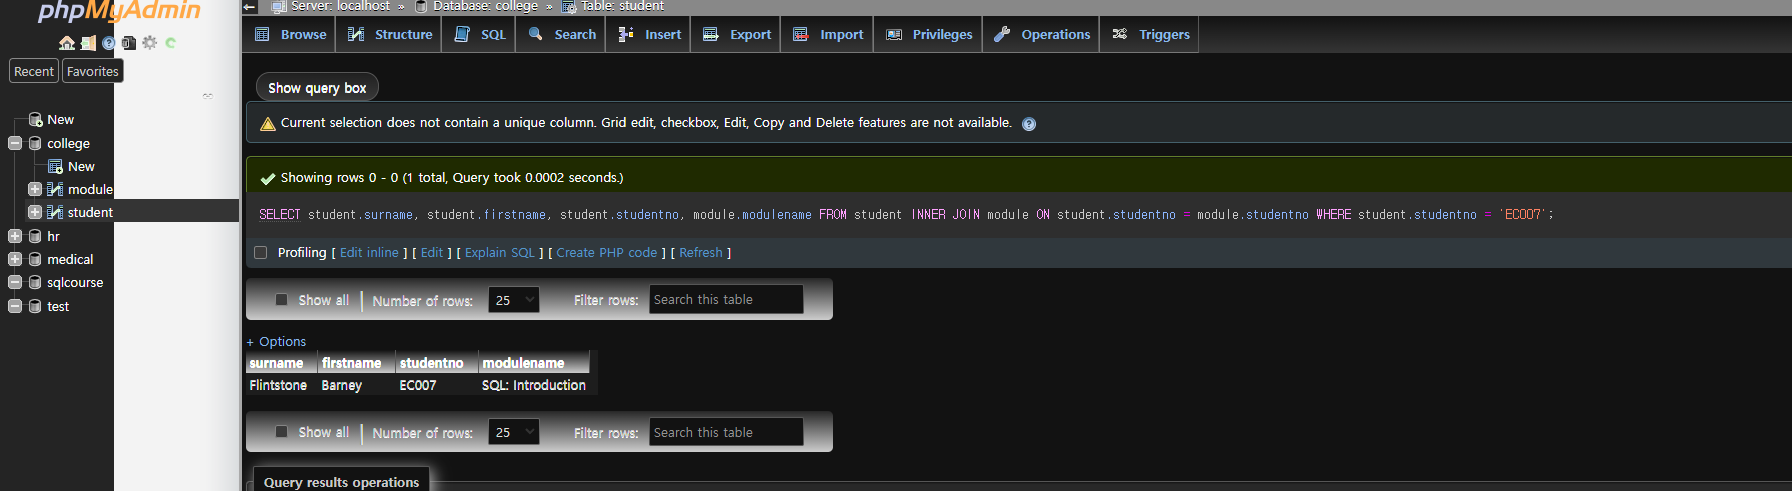 phpMyAdmin
Server: localhost » Database: college » Table: student
Browse Structure SQL Search Insert Export Import Privileges Operations Triggers
Recent Favorites
Show query box
New
Current selection does not contain a unique column. Grid edit, checkbox, Edit, Copy and Delete features are not available.
college
New
module
student
hr
medical
sqlcourse
test
Showing rows 0 - 0 (1 total, Query took 0.0002 seconds.)
SELECT student.surname, student.firstname, student.studentno, module.modulename FROM student INNER JOIN module ON student.studentno = module.studentno WHERE student.studentno = 'EC007';
Profiling [ Edit inline ] [ Edit ] [ Explain SQL ] [ Create PHP code ] [ Refresh ]
Show all Number of rows: 25 Filter rows: Search this table
+ Options
surname firstname studentno modulename
Flintstone Barney EC007 SQL: Introduction
Show all Number of rows: 25 Filter rows: Search this table
Query results operations